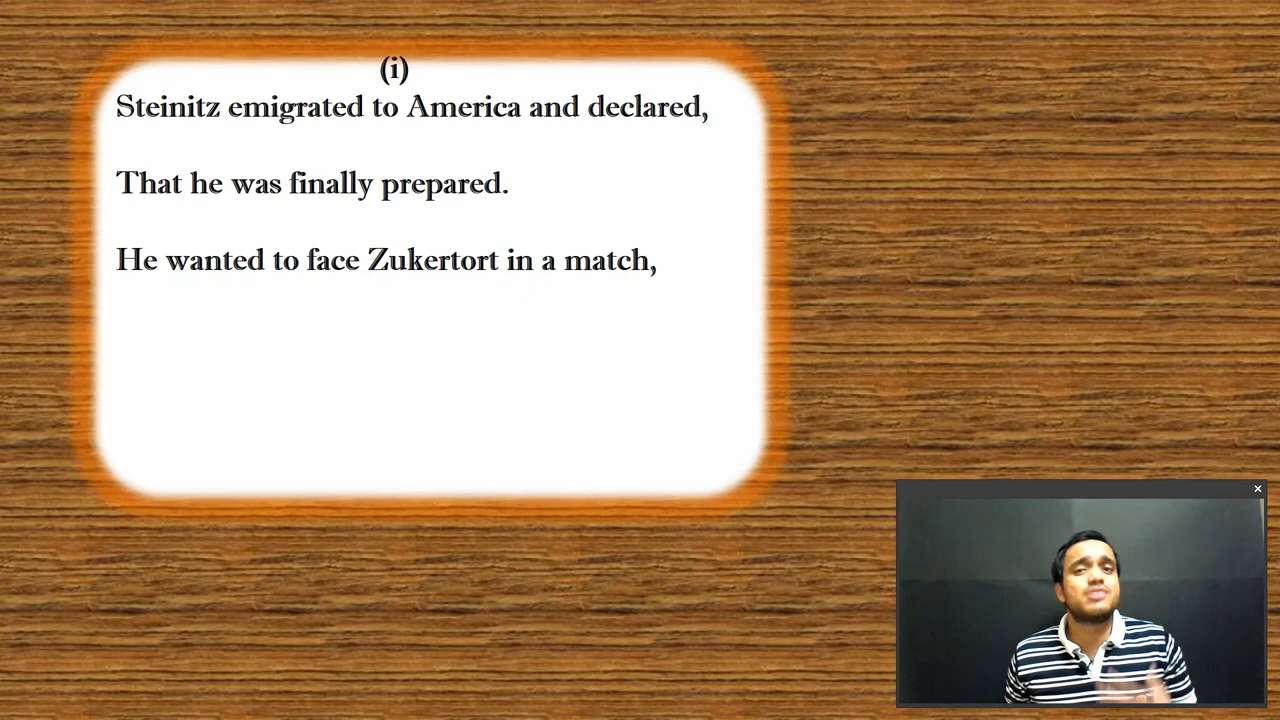 (i)
Steinitz emigrated to America and declared,
That he was finally prepared.
He wanted to face Zukertort in a match,